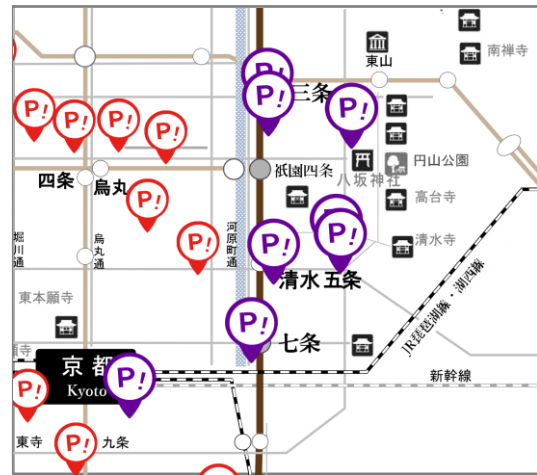 南禅寺
東山
三条
P!
P!
P!
P!
P!
P!
P!
円山公園
祇園四条
八坂神社
四条
烏丸
高台寺
P!
P!
堀川通
烏丸通
河原町通
P!
P!
P!
清水寺
清水五条
JR琵琶湖線・湖西線
東本願寺
P!
七条
願寺
京都
Kyoto
P!
新幹線
P!
東寺
P!
九条